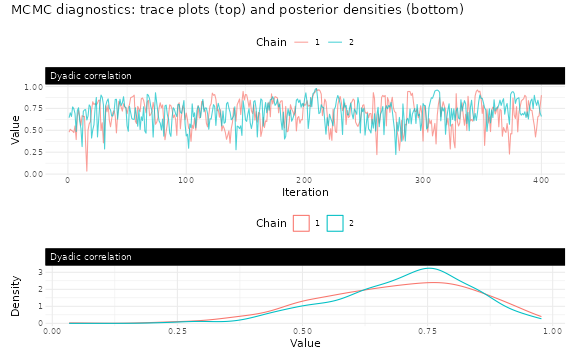 MCMC diagnostics: trace plots (top) and posterior densities (bottom)
Chain 1 2
Dyadic correlation
1.00
0.75
0.50
0.25
0.00
Value
0 100 200 300 400
Iteration
Chain 1 2
Dyadic correlation
3
2
1
0
Density
0.00 0.25 0.50 0.75 1.00
Value